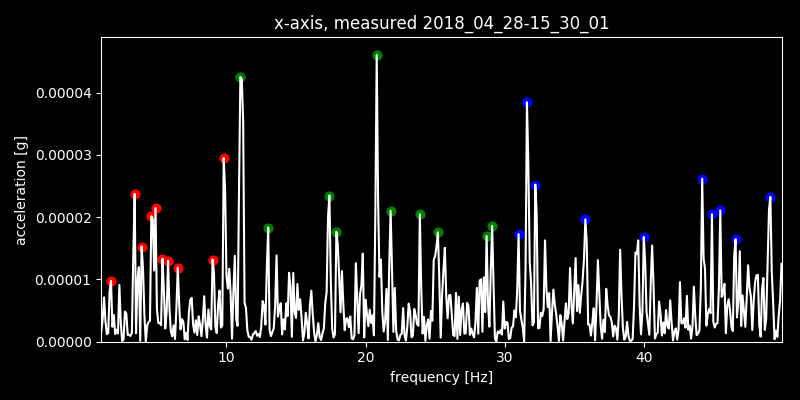 x-axis, measured 2018_04_28-15_30_01
acceleration [g]
0.00004
0.00003
0.00002
0.00001
0.00000
10 20 30 40
frequency [Hz]